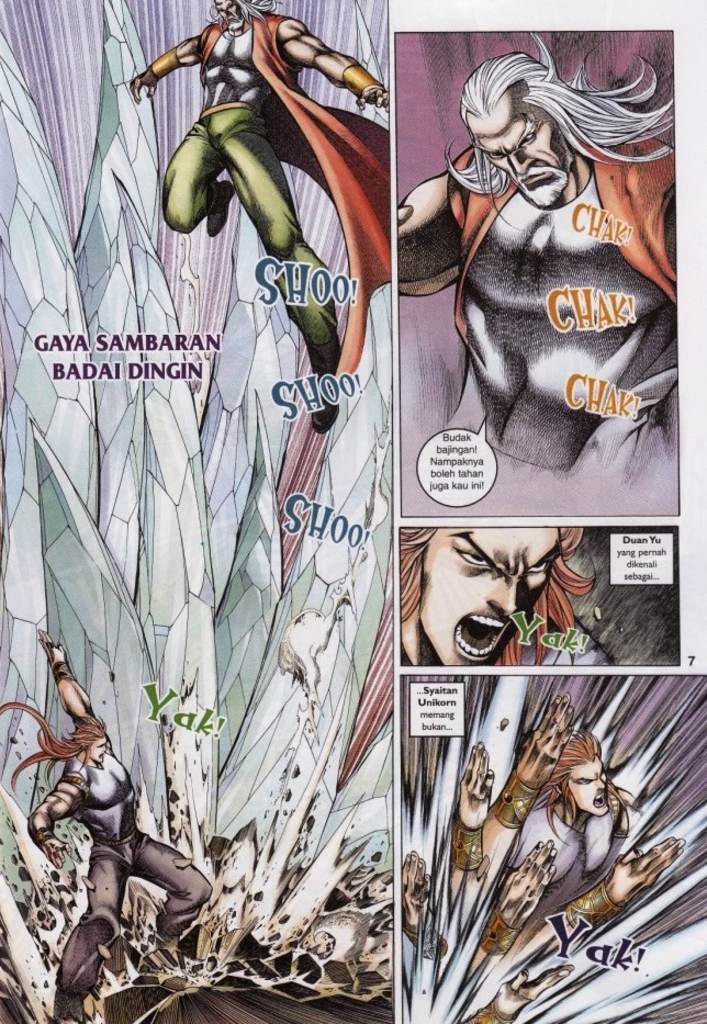 SHOO!
GAYA SAMBARAN
BADAI DINGIN
SHOO!
SHOO!
Yak!
CHAK!
CHAK!
CHAK!
Budak
bajingan!
Nampaknya
boleh tahan
juga kau ini!
Duan Yu
yang pernah
dikenali
sebagai...
Yak!
7
...Syaitan
Unikorn
memang
bukan...
Yak!